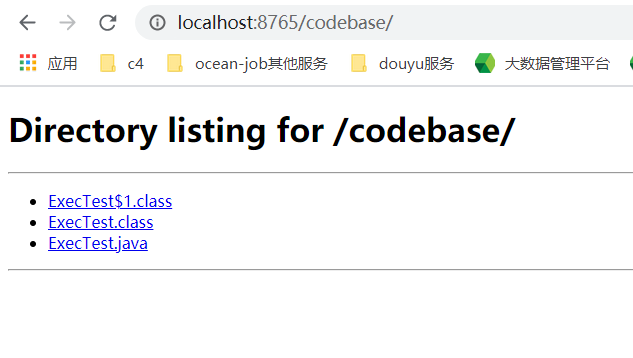 localhost:8765/codebase/
应用 c4 ocean-job其他服务 douyu服务 大数据管理平台
Directory listing for /codebase/
ExecTest$1.class
ExecTest.class
ExecTest.java